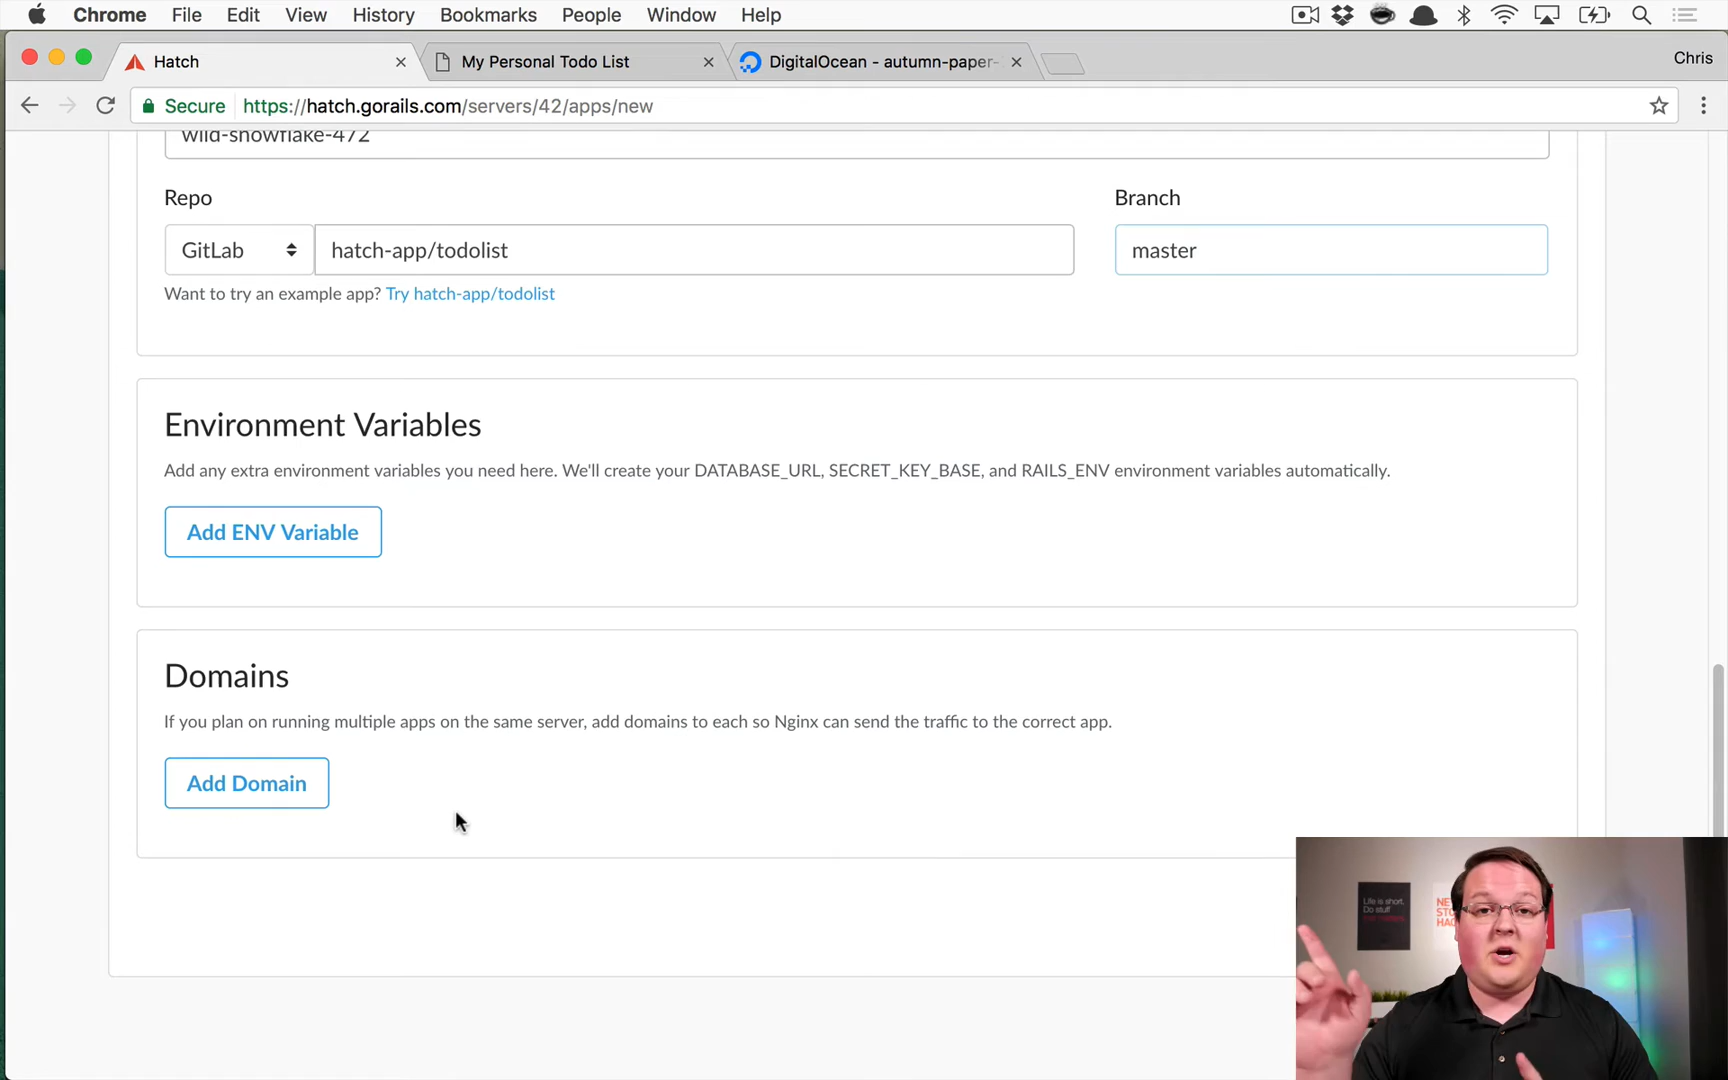 Chrome File Edit View History Bookmarks People Window Help
Hatch My Personal Todo List DigitalOcean - autumn-paper- Chris
Secure https://hatch.gorails.com/servers/42/apps/new
wild-snowflake-472
Repo Branch
GitLab hatch-app/todolist master
Want to try an example app? Try hatch-app/todolist
Environment Variables
Add any extra environment variables you need here. We'll create your DATABASE_URL, SECRET_KEY_BASE, and RAILS_ENV environment variables automatically.
Add ENV Variable
Domains
If you plan on running multiple apps on the same server, add domains to each so Nginx can send the traffic to the correct app.
Add Domain
Life is short.
Do stuff